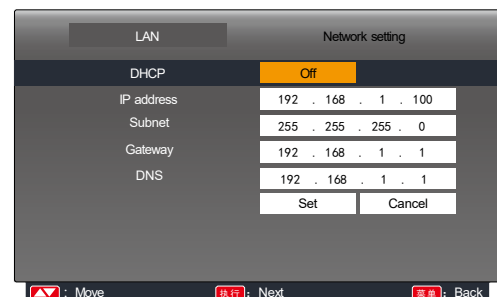 LAN Network setting
DHCP Off
IP address 192 . 168 . 1 . 100
Subnet 255 . 255 . 255 . 0
Gateway 192 . 168 . 1 . 1
DNS 192 . 168 . 1 . 1
Set Cancel
▲▼ : Move 执行 : Next 菜单 : Back